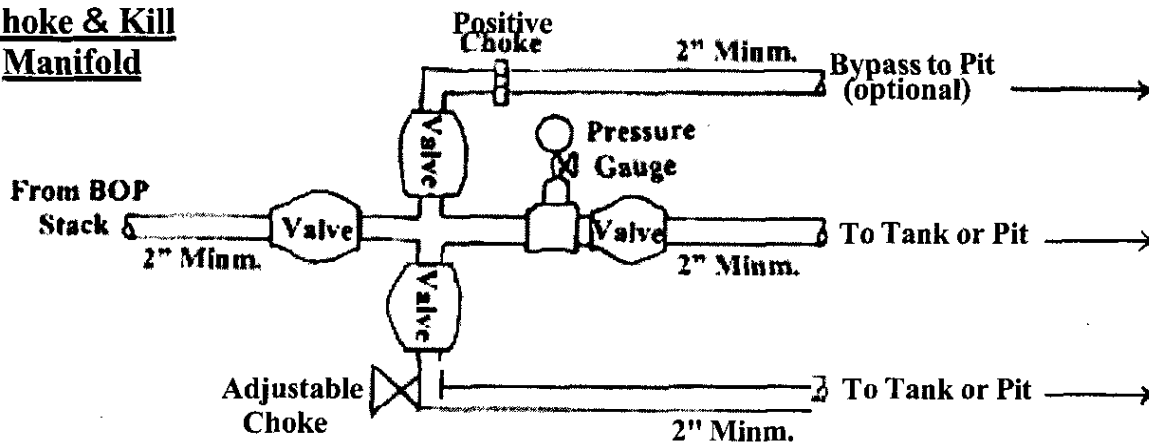 hoke & Kill
Manifold
Positive
Choke
2" Minm.
Bypass to Pit
(optional)
Valve
Pressure
Gauge
From BOP
Stack
Valve
Valve
To Tank or Pit
2" Minm.
2" Minm.
Valve
Adjustable
Choke
To Tank or Pit
2" Minm.